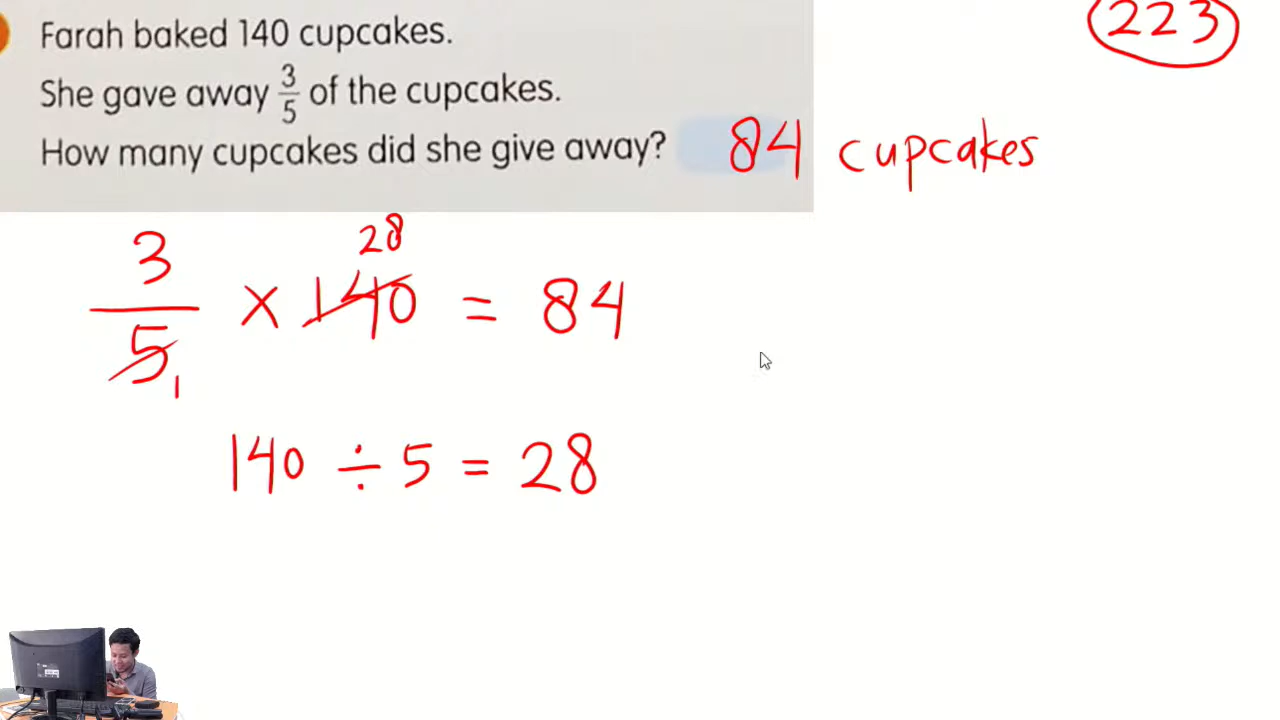 Farah baked 140 cupcakes.
223
She gave away 3/5 of the cupcakes.
How many cupcakes did she give away? 84 cupcakes
28
3/5 × 140 = 84
1
140 ÷ 5 = 28